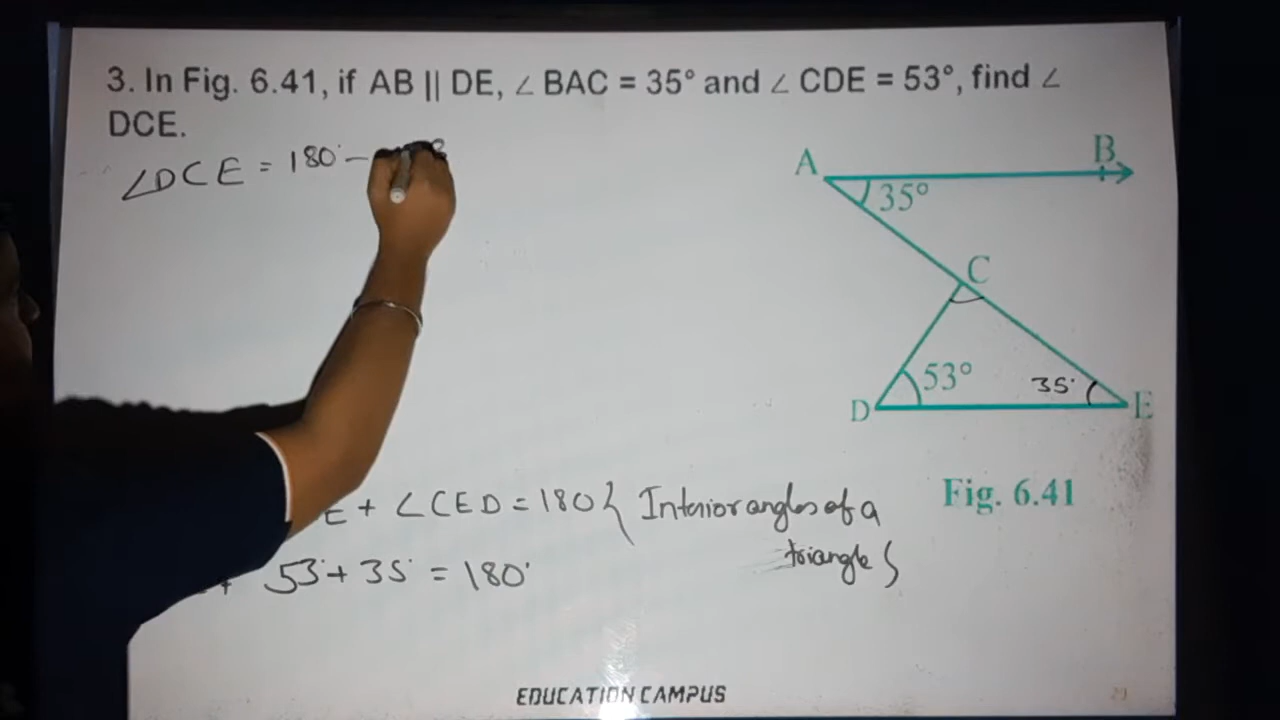 3. In Fig. 6.41, if AB || DE, ∠ BAC = 35° and ∠ CDE = 53°, find ∠
DCE.
∠DCE = 180° –
A
B
35°
C
53°
35°
D
E
Fig. 6.41
E + ∠CED = 180 { Interior angles of a
triangle }
+ 53° + 35° = 180°
EDUCATION CAMPUS